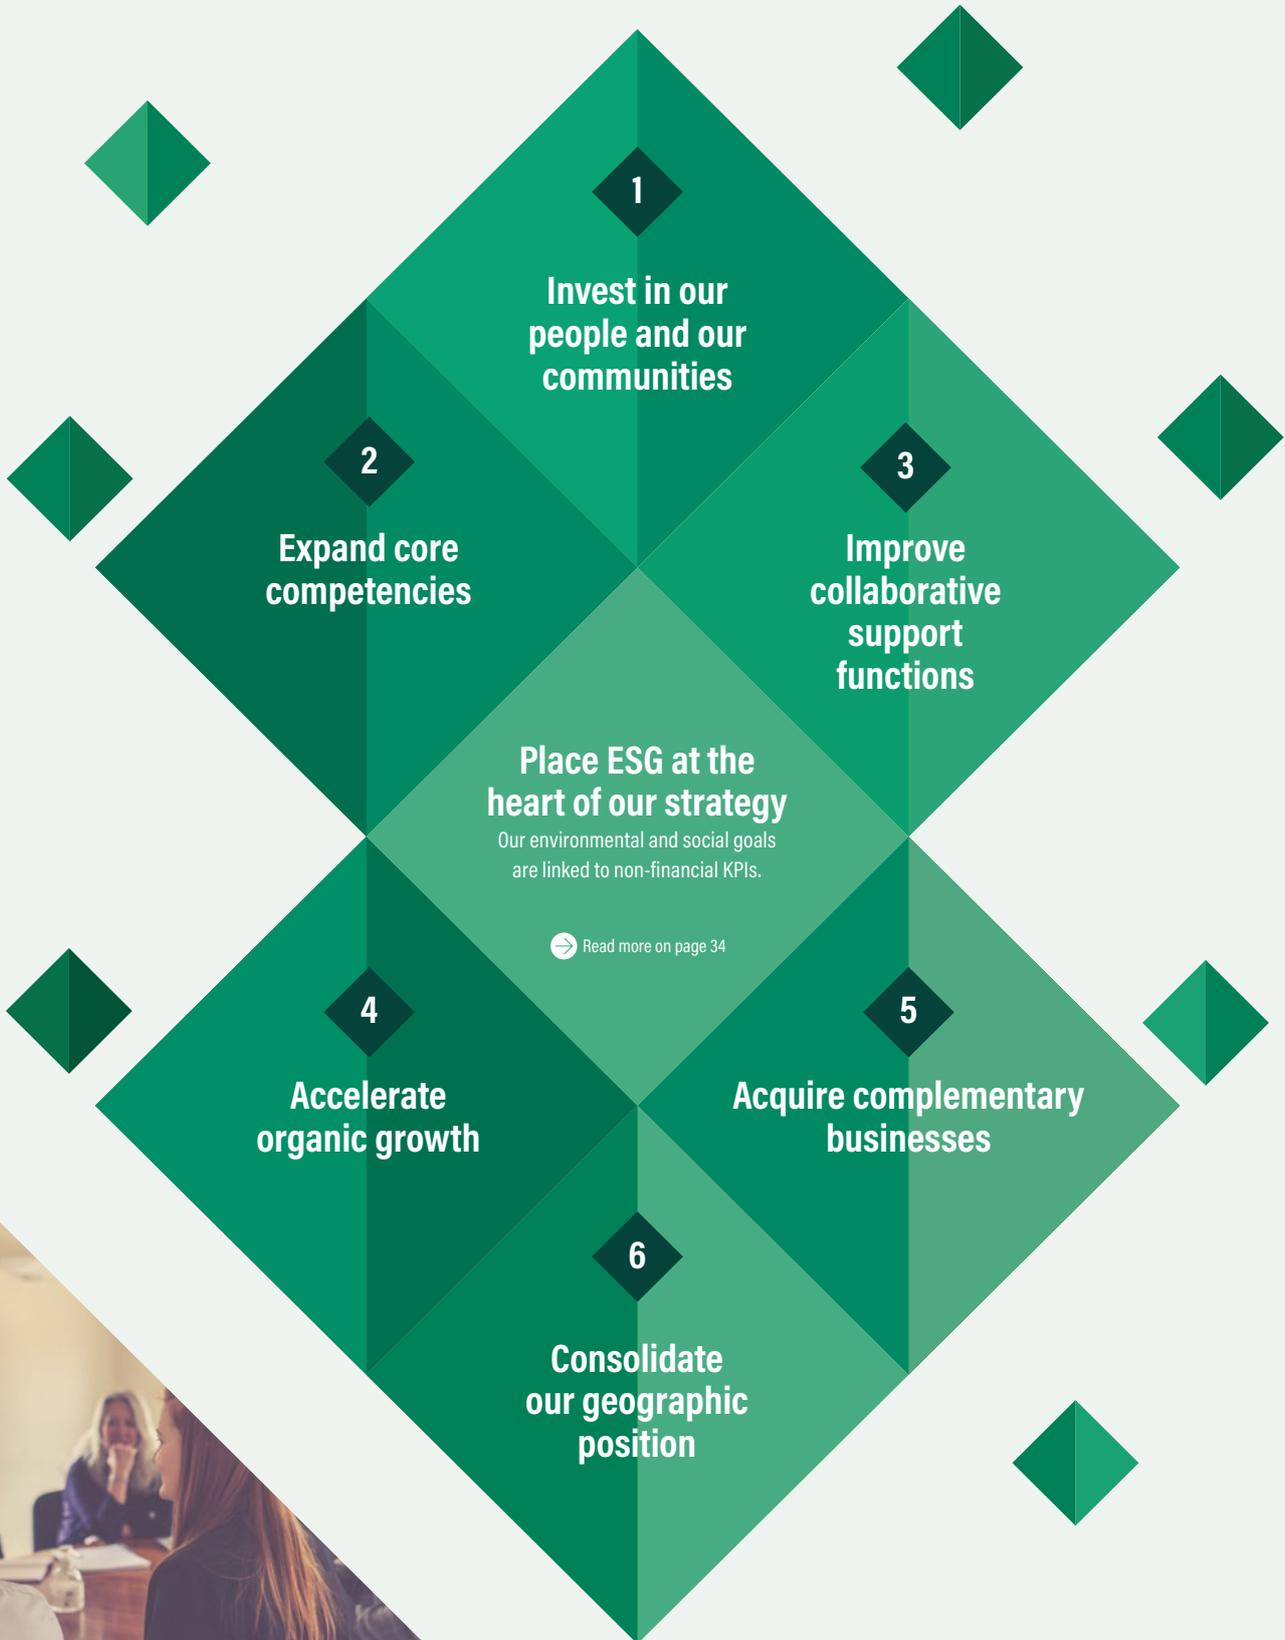 1
Invest in our
people and our
communities
2
Expand core
competencies
3
Improve
collaborative
support
functions
Place ESG at the
heart of our strategy
Our environmental and social goals
are linked to non-financial KPIs.
Read more on page 34
4
Accelerate
organic growth
5
Acquire complementary
businesses
6
Consolidate
our geographic
position